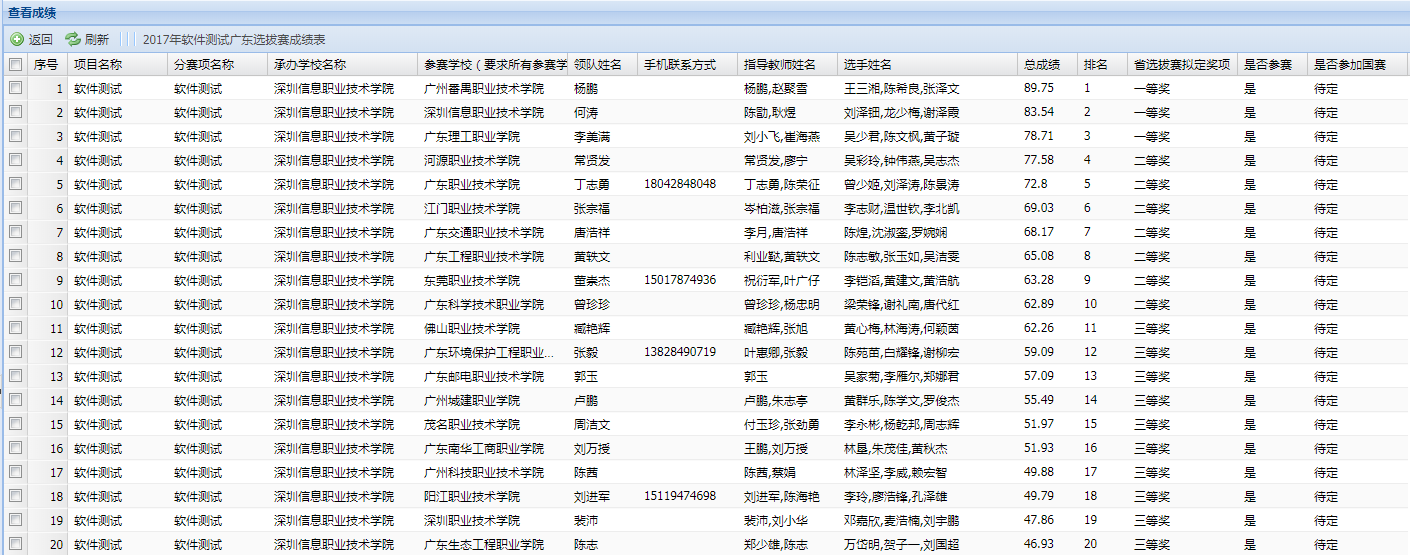 查看成绩
返回 刷新 2017年软件测试广东选拔赛成绩表
序号 项目名称 分赛项名称 承办学校名称 参赛学校（要求所有参赛学 领队姓名 手机联系方式 指导教师姓名 选手姓名 总成绩 排名 省选拔赛拟定奖项 是否参赛 是否参加国赛
1 软件测试 软件测试 深圳信息职业技术学院 广州番禺职业技术学院 杨鹏 杨鹏,赵聚雪 王三湘,陈希良,张泽文 89.75 1 一等奖 是 待定
2 软件测试 软件测试 深圳信息职业技术学院 深圳信息职业技术学院 何涛 陈勖,耿煜 刘泽钿,龙少梅,谢泽霞 83.54 2 一等奖 是 待定
3 软件测试 软件测试 深圳信息职业技术学院 广东理工职业学院 李美满 刘小飞,崔海燕 吴少君,陈文枫,黄子璇 78.71 3 一等奖 是 待定
4 软件测试 软件测试 深圳信息职业技术学院 河源职业技术学院 常贤发 常贤发,廖宁 吴彩玲,钟伟燕,吴志杰 77.58 4 二等奖 是 待定
5 软件测试 软件测试 深圳信息职业技术学院 广东职业技术学院 丁志勇 18042848048 丁志勇,陈荣征 曾少姬,刘泽涛,陈景涛 72.8 5 二等奖 是 待定
6 软件测试 软件测试 深圳信息职业技术学院 江门职业技术学院 张宗福 岑柏滋,张宗福 李志财,温世钦,李北凯 69.03 6 二等奖 是 待定
7 软件测试 软件测试 深圳信息职业技术学院 广东交通职业技术学院 唐浩祥 李月,唐浩祥 陈煌,沈淑銮,罗婉娴 68.17 7 二等奖 是 待定
8 软件测试 软件测试 深圳信息职业技术学院 广东工程职业技术学院 黄轶文 利业鞑,黄轶文 陈志敏,张玉如,吴洁雯 65.08 8 二等奖 是 待定
9 软件测试 软件测试 深圳信息职业技术学院 东莞职业技术学院 董崇杰 15017874936 祝衍军,叶广仔 李铠滔,黄建文,黄浩航 63.28 9 二等奖 是 待定
10 软件测试 软件测试 深圳信息职业技术学院 广东科学技术职业学院 曾珍珍 曾珍珍,杨忠明 梁荣锋,谢礼南,唐代红 62.89 10 二等奖 是 待定
11 软件测试 软件测试 深圳信息职业技术学院 佛山职业技术学院 臧艳辉 臧艳辉,张旭 黄心梅,林海涛,何颖茵 62.26 11 三等奖 是 待定
12 软件测试 软件测试 深圳信息职业技术学院 广东环境保护工程职业... 张毅 13828490719 叶惠卿,张毅 陈苑苗,白耀锋,谢柳宏 59.09 12 三等奖 是 待定
13 软件测试 软件测试 深圳信息职业技术学院 广东邮电职业技术学院 郭玉 郭玉 吴家菊,李雁尔,郑娜君 57.09 13 三等奖 是 待定
14 软件测试 软件测试 深圳信息职业技术学院 广州城建职业学院 卢鹏 卢鹏,朱志亭 黄群乐,陈学文,罗俊杰 55.49 14 三等奖 是 待定
15 软件测试 软件测试 深圳信息职业技术学院 茂名职业技术学院 周洁文 付玉珍,张劲勇 李永彬,杨乾邦,周志辉 51.97 15 三等奖 是 待定
16 软件测试 软件测试 深圳信息职业技术学院 广东南华工商职业学院 刘万授 王鹏,刘万授 林垦,朱茂佳,黄秋杰 51.93 16 三等奖 是 待定
17 软件测试 软件测试 深圳信息职业技术学院 广州科技职业技术学院 陈茜 陈茜,蔡娟 林泽坚,李威,赖宏智 49.88 17 三等奖 是 待定
18 软件测试 软件测试 深圳信息职业技术学院 阳江职业技术学院 刘进军 15119474698 刘进军,陈海艳 李玲,廖浩锋,孔泽雄 49.79 18 三等奖 是 待定
19 软件测试 软件测试 深圳信息职业技术学院 深圳职业技术学院 裴沛 裴沛,刘小华 邓嘉欣,麦浩楠,刘宇鹏 47.86 19 三等奖 是 待定
20 软件测试 软件测试 深圳信息职业技术学院 广东生态工程职业学院 陈志 郑少雄,陈志 万岱明,贺子一,刘国超 46.93 20 三等奖 是 待定